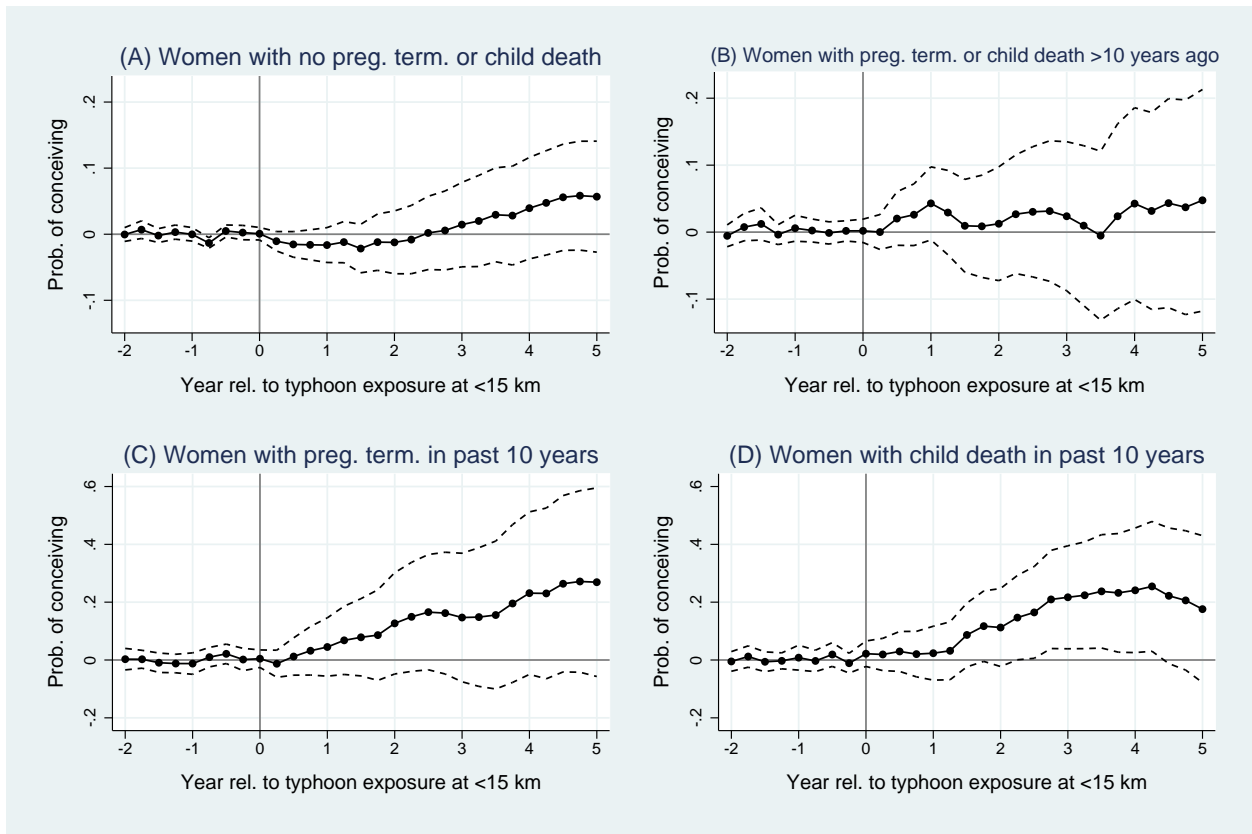 (A) Women with no preg. term. or child death
Prob. of conceiving
.2
.1
0
-.1
-2 -1 0 1 2 3 4 5
Year rel. to typhoon exposure at <15 km
(B) Women with preg. term. or child death >10 years ago
Prob. of conceiving
.2
.1
0
-.1
-2 -1 0 1 2 3 4 5
Year rel. to typhoon exposure at <15 km
(C) Women with preg. term. in past 10 years
Prob. of conceiving
.6
.4
.2
0
-.2
-2 -1 0 1 2 3 4 5
Year rel. to typhoon exposure at <15 km
(D) Women with child death in past 10 years
Prob. of conceiving
.6
.4
.2
0
-.2
-2 -1 0 1 2 3 4 5
Year rel. to typhoon exposure at <15 km